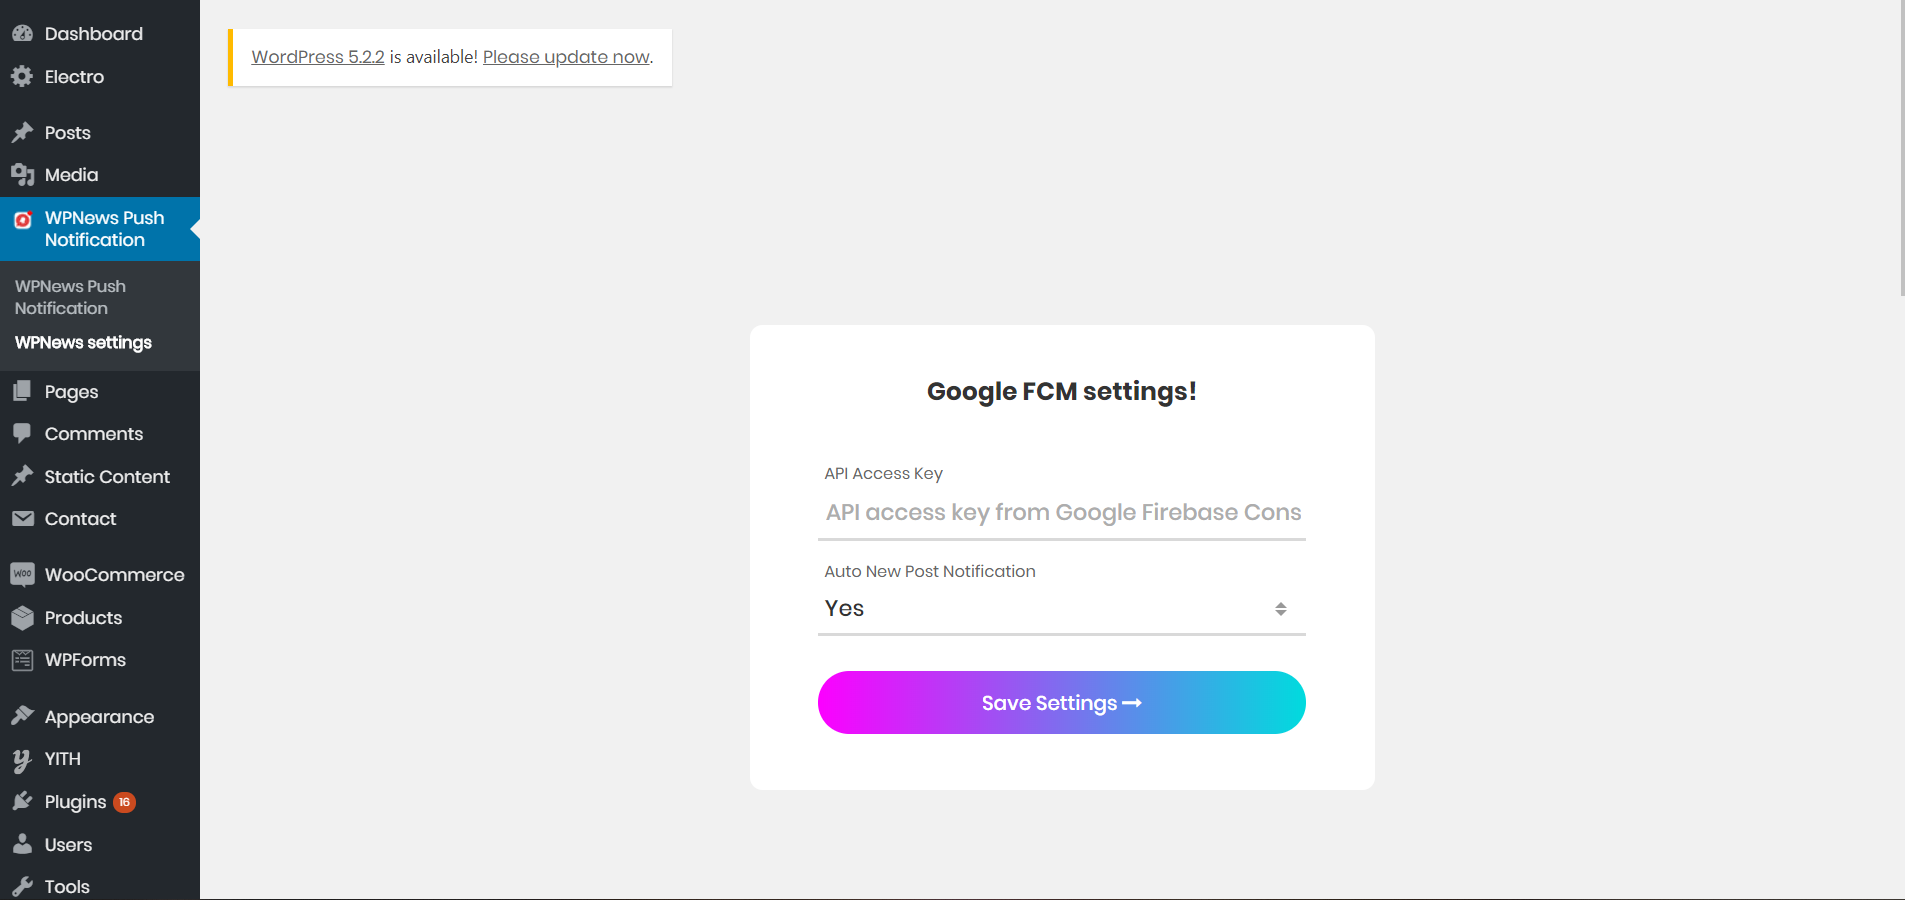 Dashboard
Electro
Posts
Media
WPNews Push
Notification
WPNews Push
Notification
WPNews settings
Pages
Comments
Static Content
Contact
WOO WooCommerce
Products
WPForms
Appearance
YITH
Plugins 16
Users
Tools
WordPress 5.2.2 is available! Please update now.
Google FCM settings!
API Access Key
API access key from Google Firebase Cons
Auto New Post Notification
Yes
Save Settings